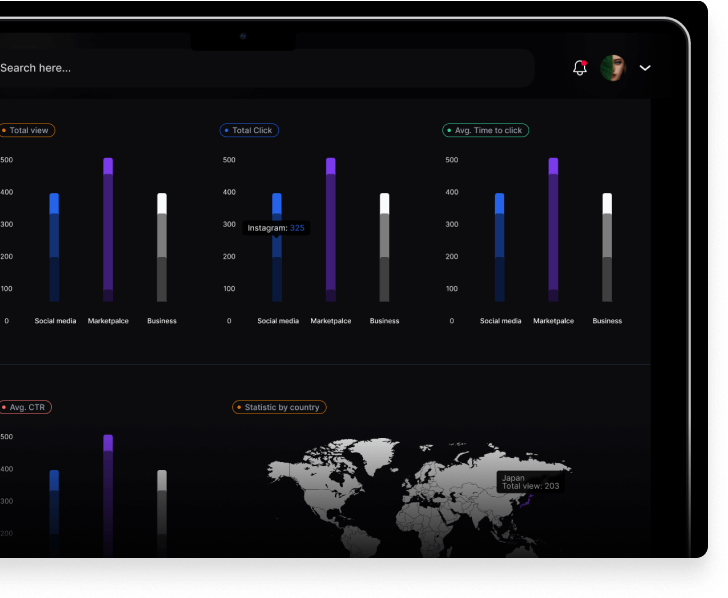 Search here...
Total view
Total Click
Avg. Time to click
500
400
300
200
100
0
Social media Marketpalce Business
500
400
300
200
100
0
Instagram: 325
Social media Marketpalce Business
500
400
300
200
100
0
Social media Marketpalce Business
Avg. CTR
Statistic by country
500
400
300
200
Japan
Total view: 203